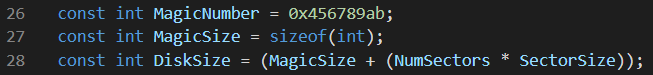 26 const int MagicNumber = 0x456789ab;
27 const int MagicSize = sizeof(int);
28 const int DiskSize = (MagicSize + (NumSectors * SectorSize));